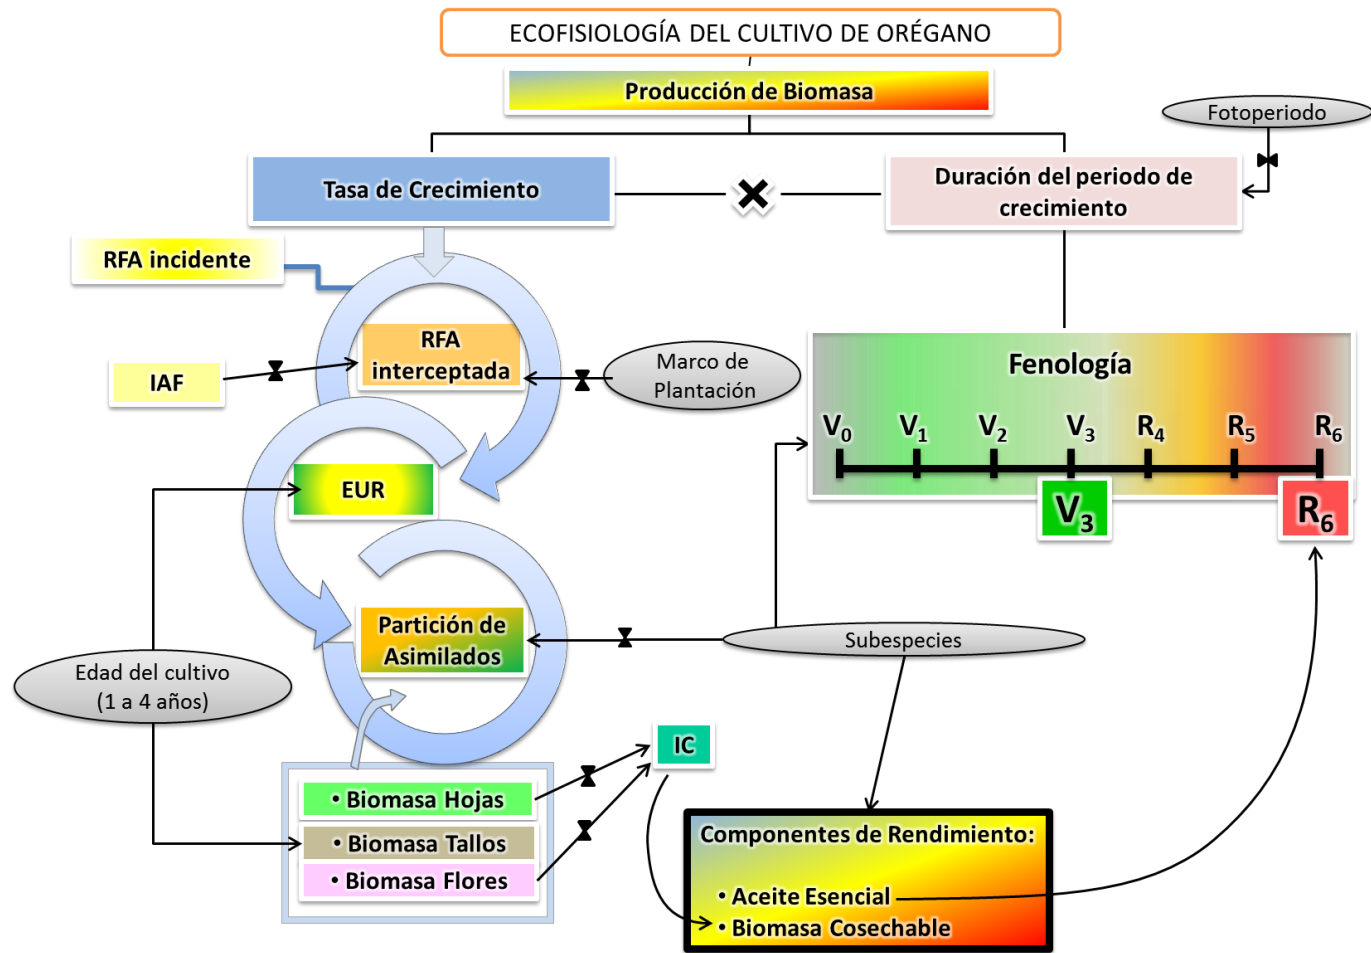 ECOFISIOLOGÍA DEL CULTIVO DE ORÉGANO
Producción de Biomasa
Fotoperiodo
Tasa de Crecimiento
Duración del periodo de
crecimiento
RFA incidente
RFA
interceptada
IAF
Marco de
Plantación
Fenología
V0 V1 V2 V3 R4 R5 R6
V3 R6
EUR
Partición de
Asimilados
Subespecies
Edad del cultivo
(1 a 4 años)
IC
• Biomasa Hojas
• Biomasa Tallos
• Biomasa Flores
Componentes de Rendimiento:
• Aceite Esencial
• Biomasa Cosechable